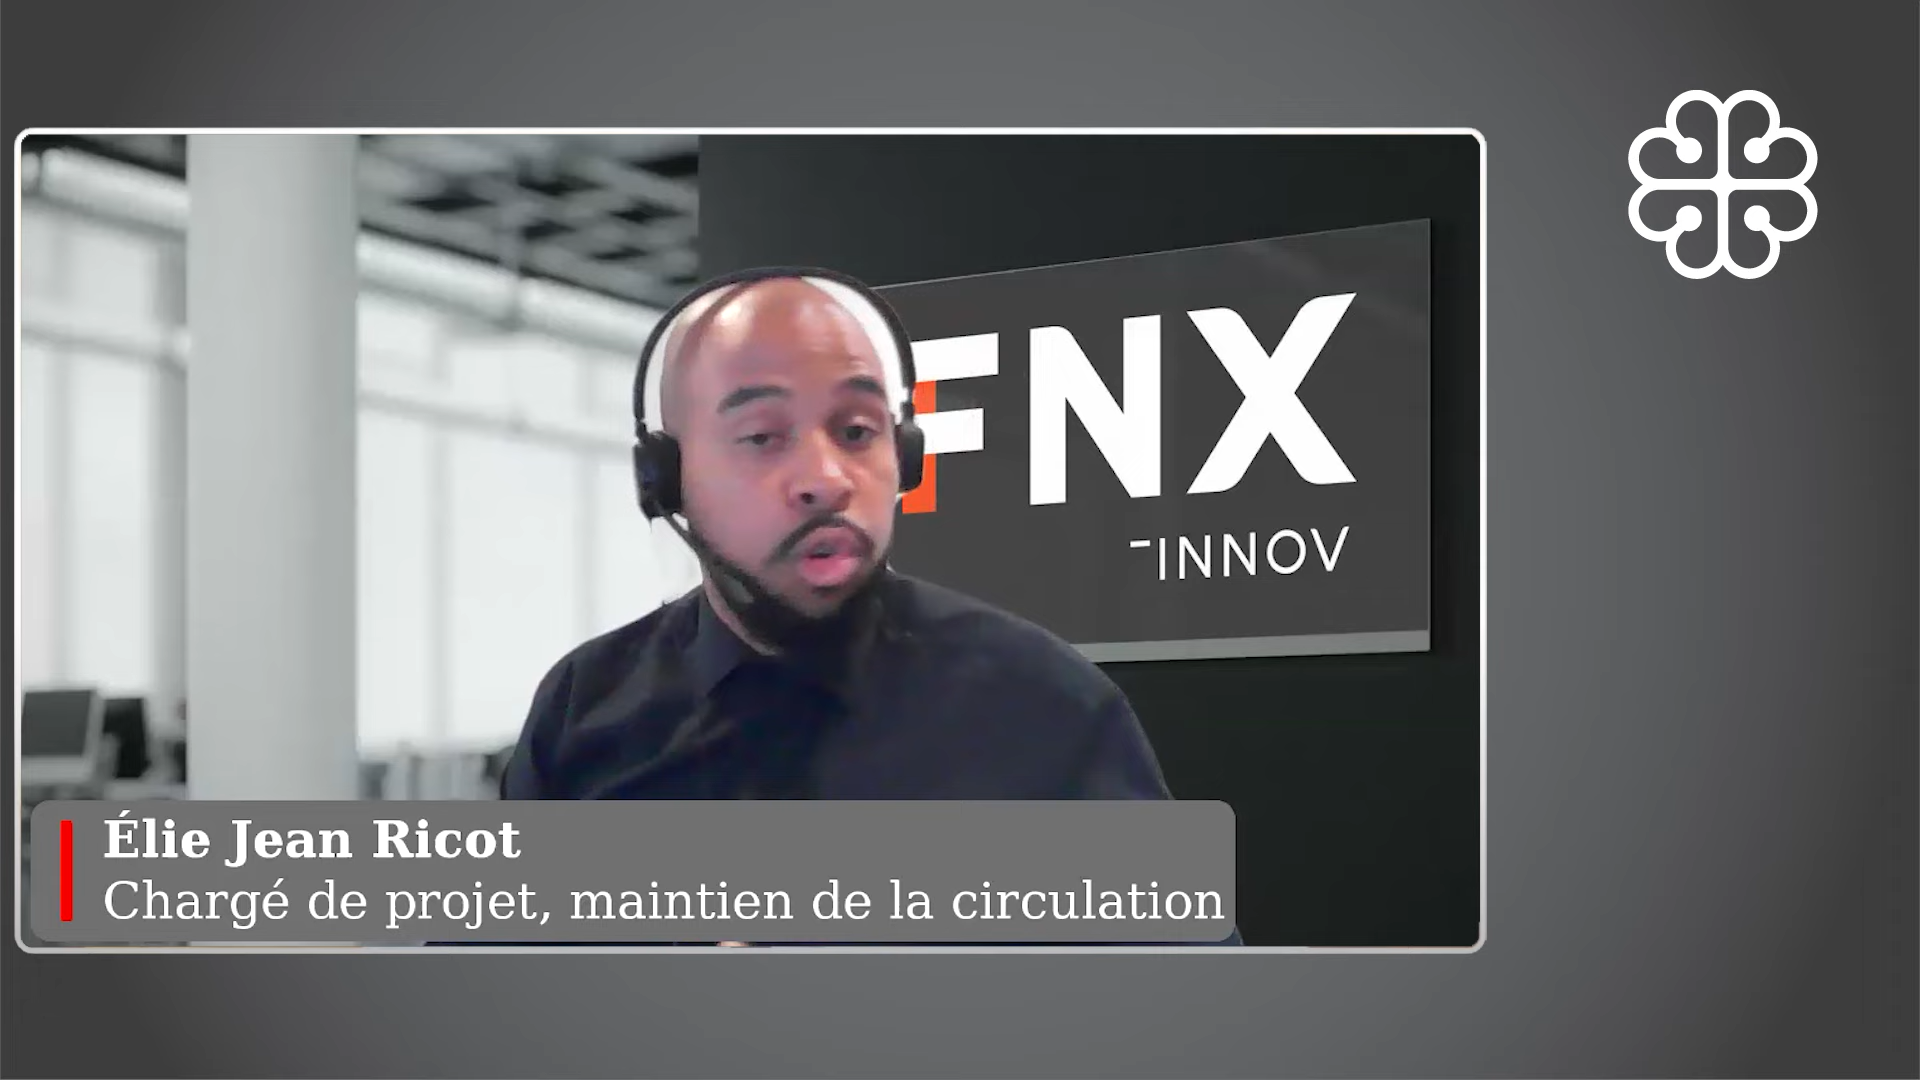 FNX
-INNOV
Élie Jean Ricot
Chargé de projet, maintien de la circulation